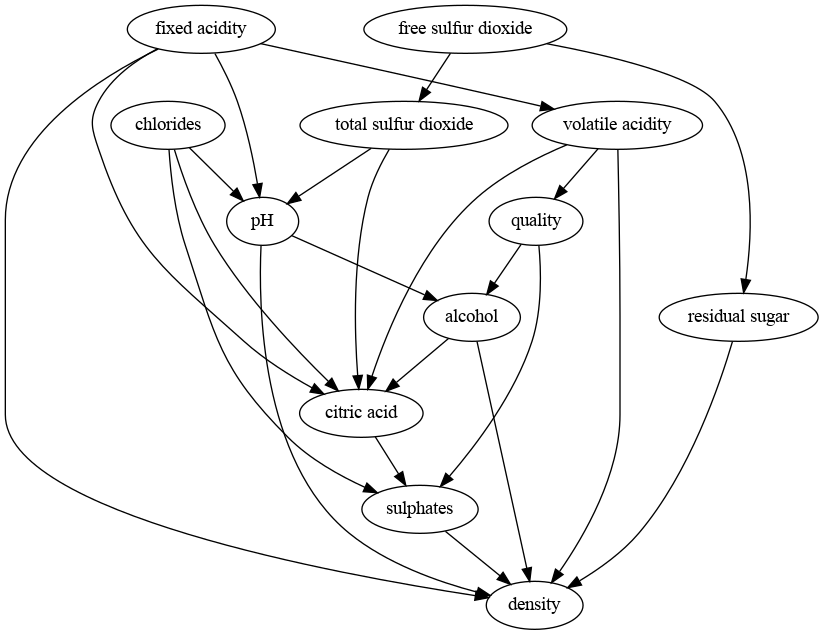 fixed acidity
free sulfur dioxide
chlorides
total sulfur dioxide
volatile acidity
pH
quality
alcohol
residual sugar
citric acid
sulphates
density